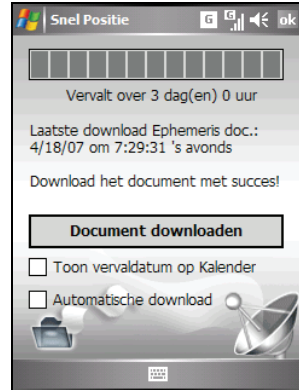 Snel Positie G G ok
Vervalt over 3 dag(en) 0 uur
Laatste download Ephemeris doc.:
4/18/07 om 7:29:31 's avonds
Download het document met succes!
Document downloaden
Toon vervaldatum op Kalender
Automatische download